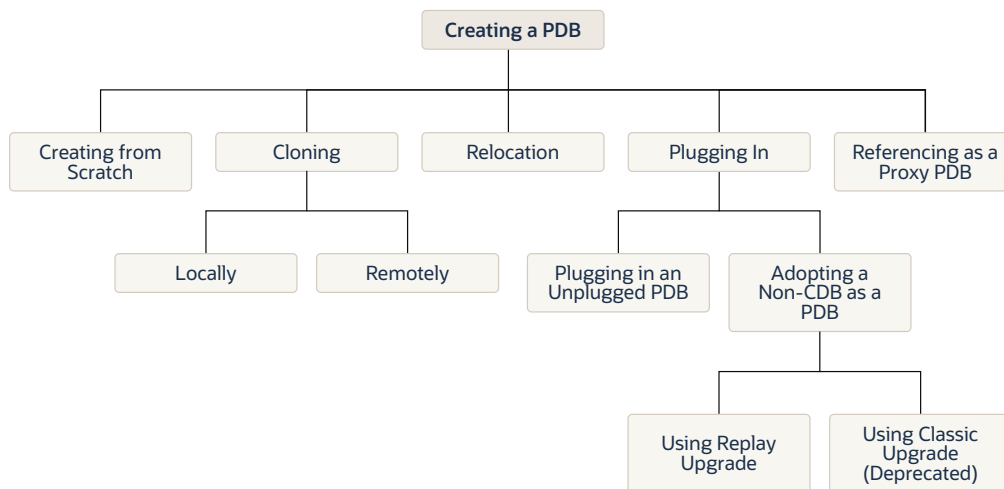 Creating a PDB
Creating from
Scratch
Cloning
Relocation
Plugging In
Referencing as a
Proxy PDB
Locally
Remotely
Plugging in an
Unplugged PDB
Adopting a
Non-CDB as a
PDB
Using Replay
Upgrade
Using Classic
Upgrade
(Deprecated)